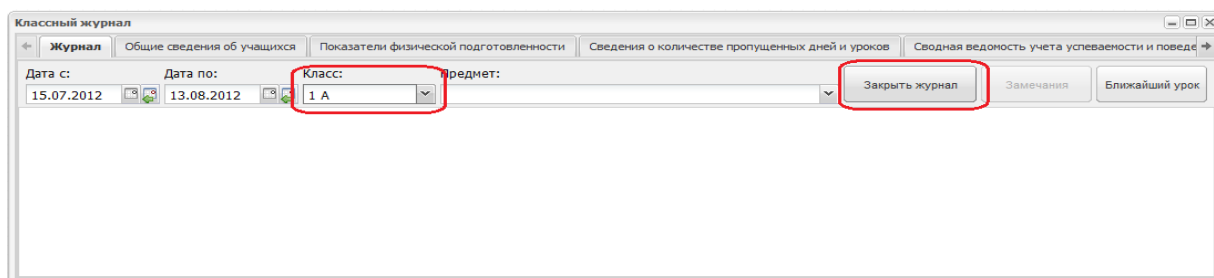 Классный журнал
Журнал Общие сведения об учащихся Показатели физической подготовленности Сведения о количестве пропущенных дней и уроков Сводная ведомость учета успеваемости и поведе
Дата с: Дата по: Класс: Предмет:
15.07.2012 13.08.2012 1 А Закрыть журнал Замечания Ближайший урок